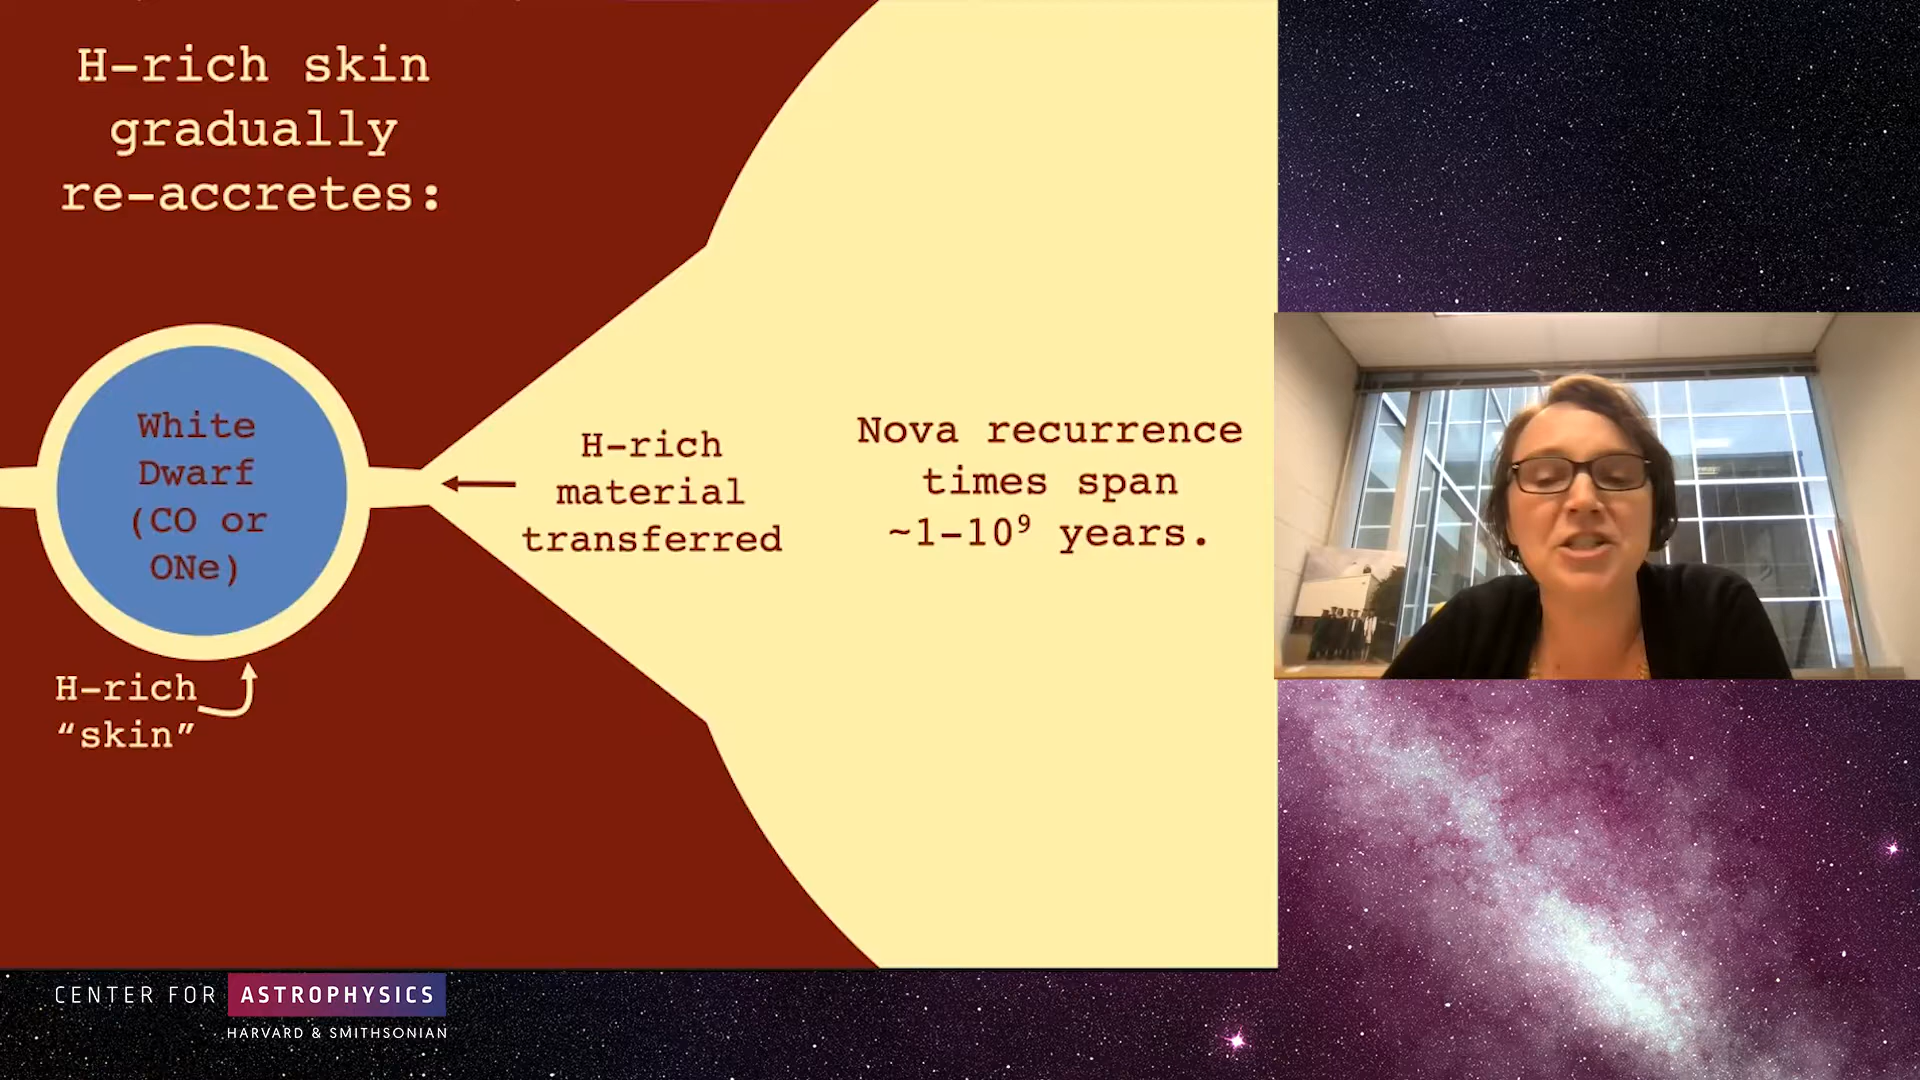 H-rich skin
gradually
re-accretes:
White
Dwarf
(CO or
ONe)
H-rich
“skin”
H-rich
material
transferred
Nova recurrence
times span
~1-10⁹ years.
CENTER FOR ASTROPHYSICS
HARVARD & SMITHSONIAN